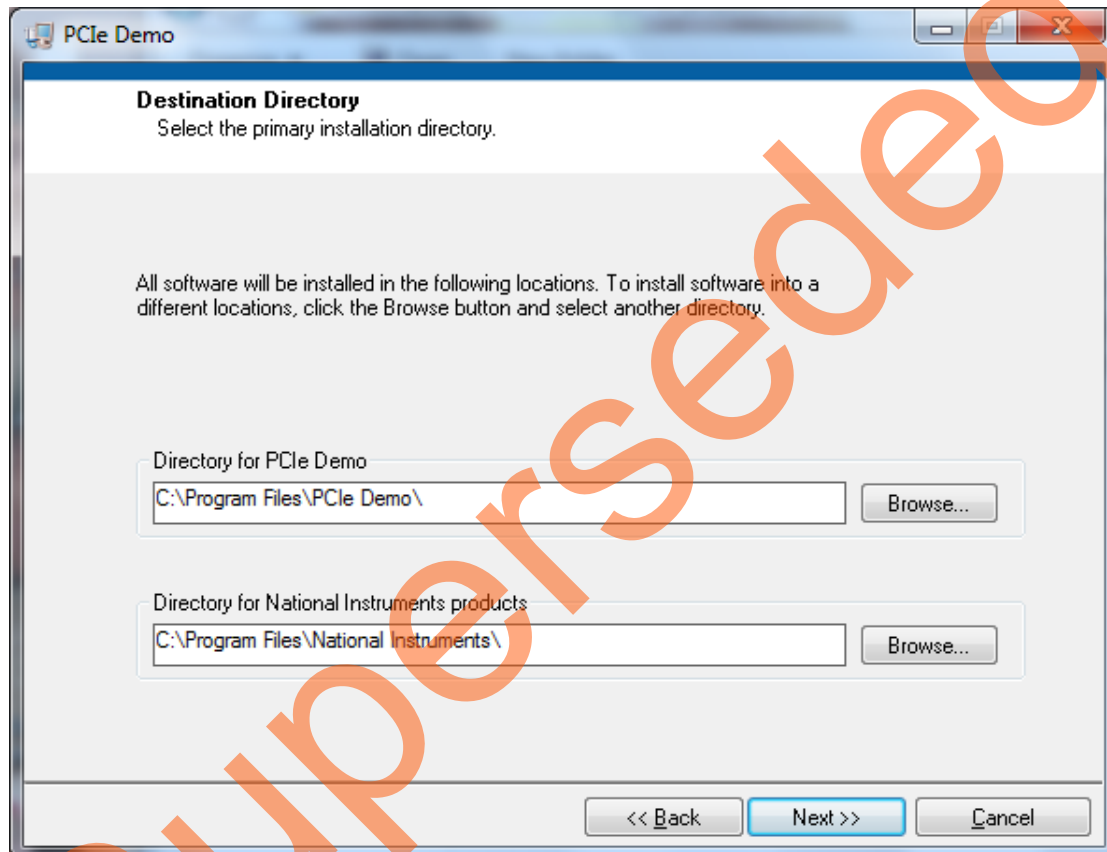 PCIe Demo
Destination Directory
Select the primary installation directory.
All software will be installed in the following locations. To install software into a
different locations, click the Browse button and select another directory.
Directory for PCIe Demo
C:\Program Files\PCIe Demo\
Browse...
Directory for National Instruments products
C:\Program Files\National Instruments\
Browse...
<< Back
Next >>
Cancel
Superseded